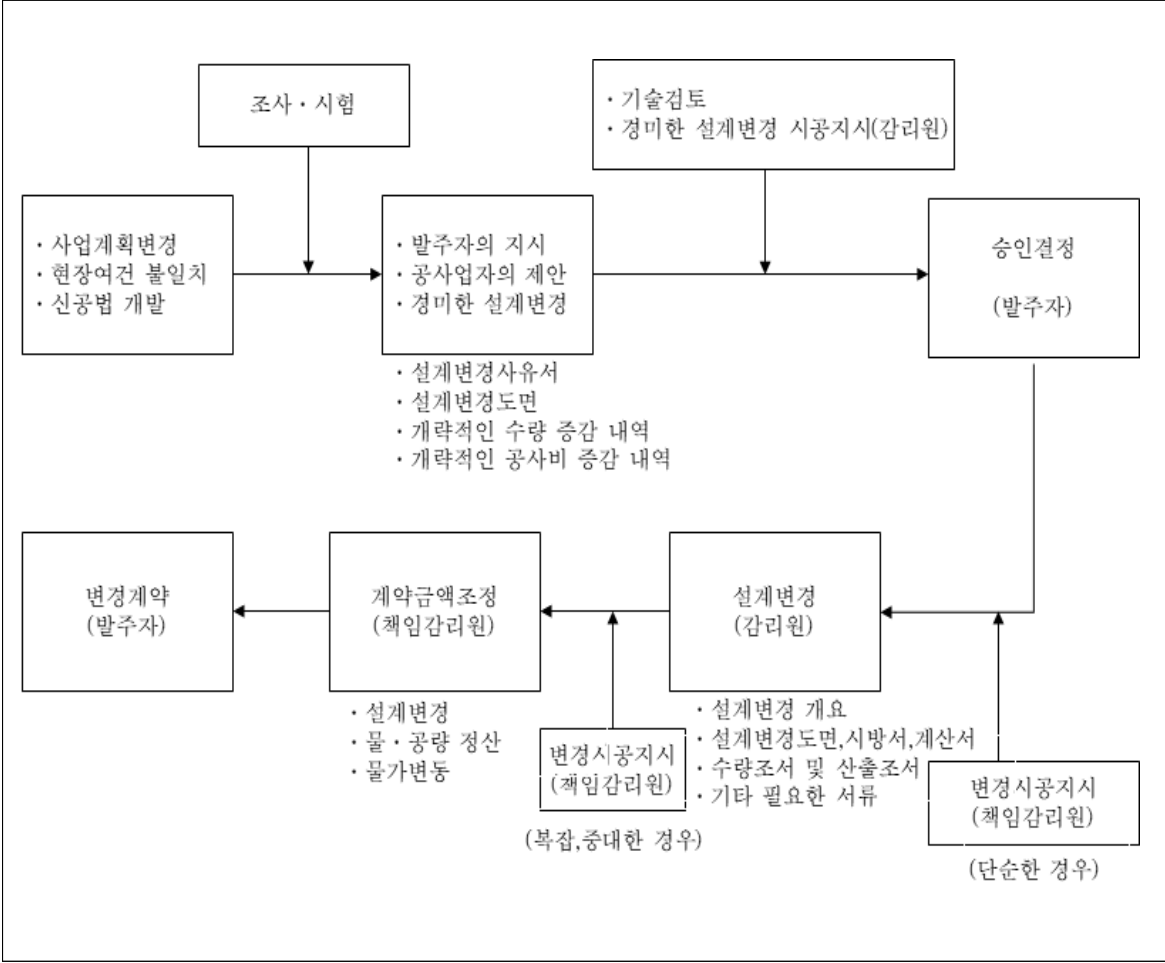 조사·시험
· 기술검토
· 경미한 설계변경 시공지시(감리원)
· 사업계획변경
· 현장여건 불일치
· 신공법 개발
· 발주자의 지시
· 공사업자의 제안
· 경미한 설계변경
승인결정
(발주자)
· 설계변경사유서
· 설계변경도면
· 개략적인 수량 증감 내역
· 개략적인 공사비 증감 내역
변경계약
(발주자)
계약금액조정
(책임감리원)
설계변경
(감리원)
· 설계변경
· 물·공량 정산
· 물가변동
변경시공지시
(책임감리원)
(복잡,중대한 경우)
· 설계변경 개요
· 설계변경도면,시방서,계산서
· 수량조서 및 산출조서
· 기타 필요한 서류
변경시공지시
(책임감리원)
(단순한 경우)